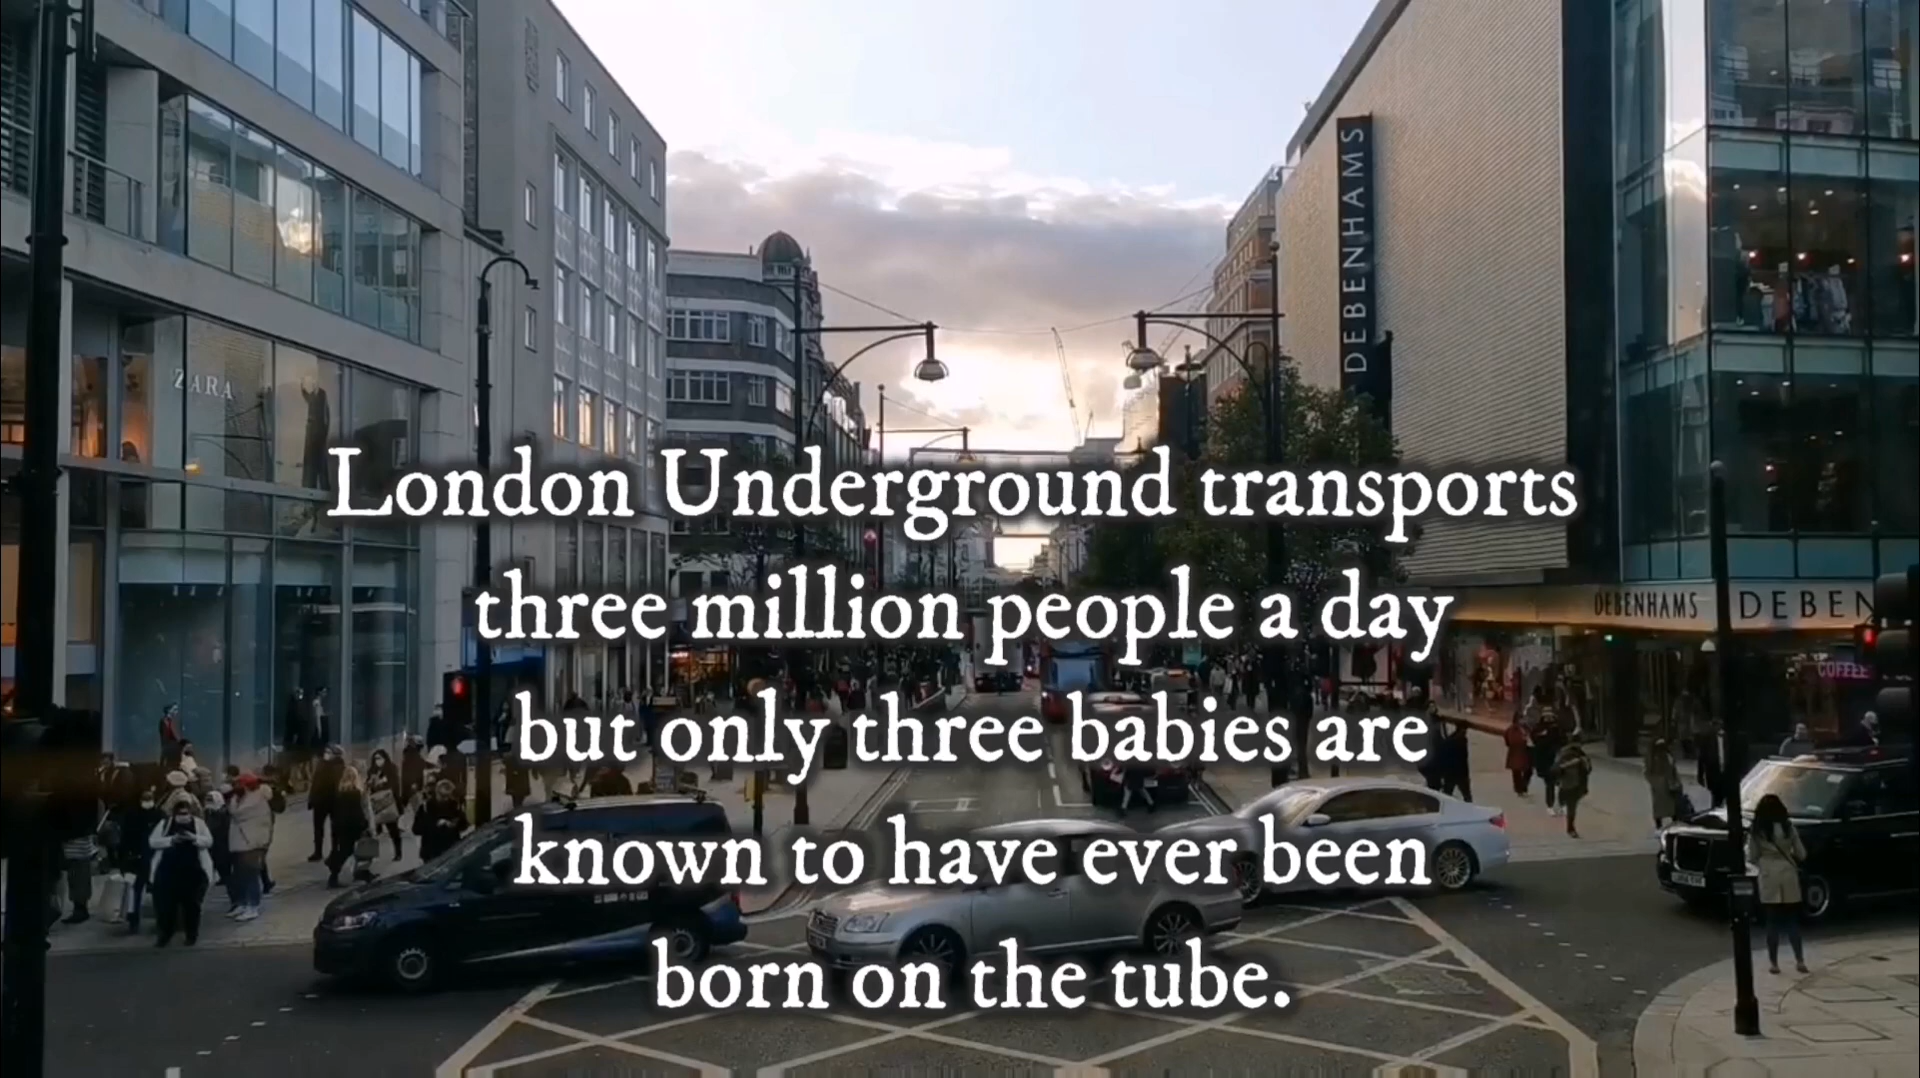 DEBENHAMS
ZARA
London Underground transports
three million people a day
but only three babies are
known to have ever been
born on the tube.
DEBENHAMS
DEBEN
COFFEE